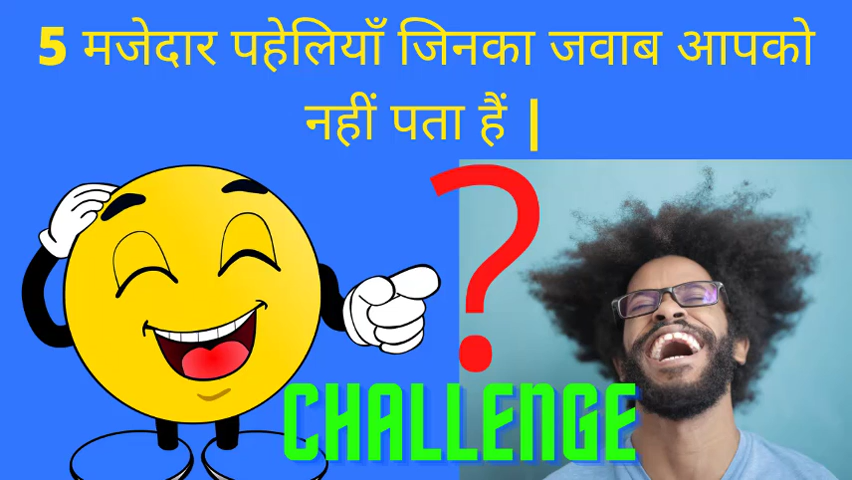 5 मजेदार पहेलियाँ जिनका जवाब आपको
नहीं पता हैं |
?
CHALLENGE